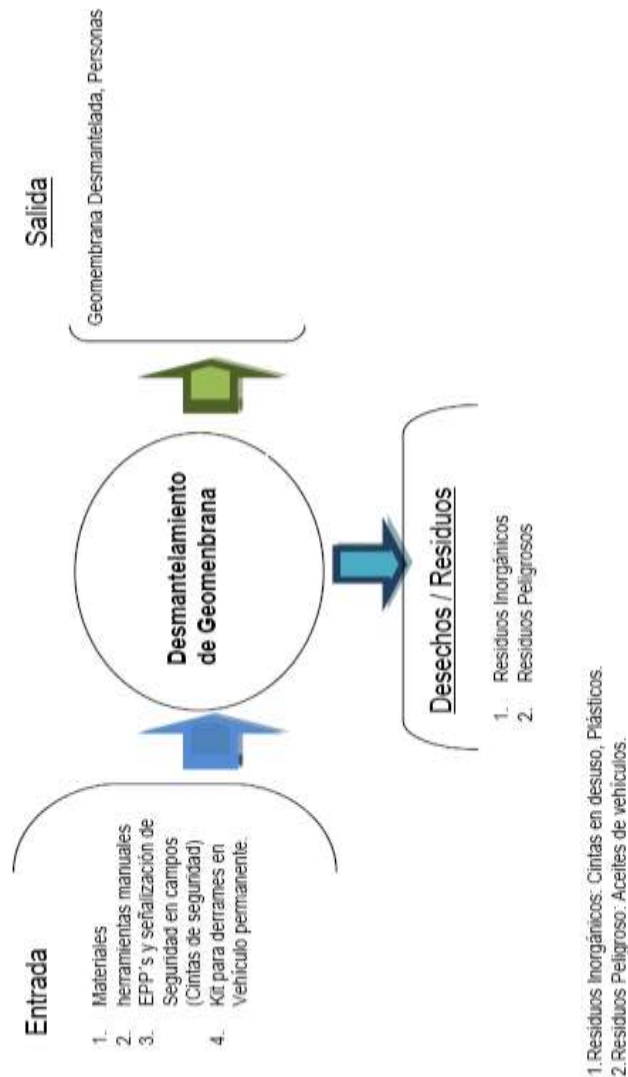 Entrada
1. Materiales
2. herramientas manuales
3. EPP´s y señalización de
Seguridad en campos
(Cintas de seguridad)
4. Kit para derrames en
Vehículo permanente.
Desmantelamiento
de Geomenbrana
Salida
Geomembrana Desmantelada, Personas
Desechos / Residuos
1. Residuos Inorgánicos
2. Residuos Peligrosos
1.Residuos Inorgánicos: Cintas en desuso, Plásticos.
2.Residuos Peligroso: Aceites de vehículos.